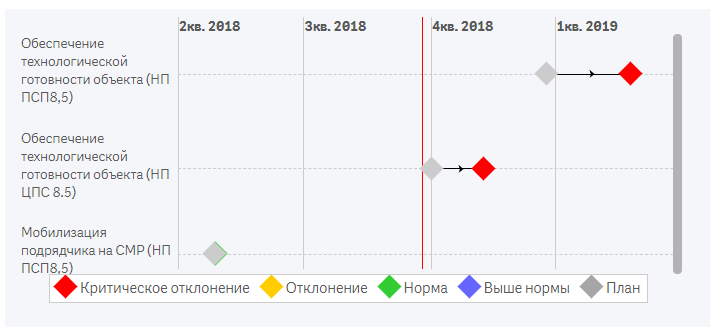 2кв. 2018 3кв. 2018 4кв. 2018 1кв. 2019
Обеспечение
технологической
готовности объекта (НП
ПСП8,5)
Обеспечение
технологической
готовности объекта (НП
ЦПС 8.5)
Мобилизация
подрядчика на СМР (НП
ПСП8,5)
Критическое отклонение Отклонение Норма Выше нормы План